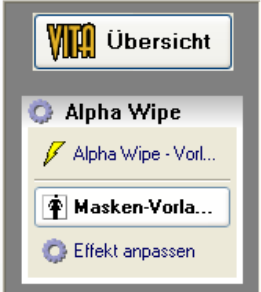 VITA Übersicht
Alpha Wipe
Alpha Wipe - Vorl...
Masken-Vorla...
Effekt anpassen